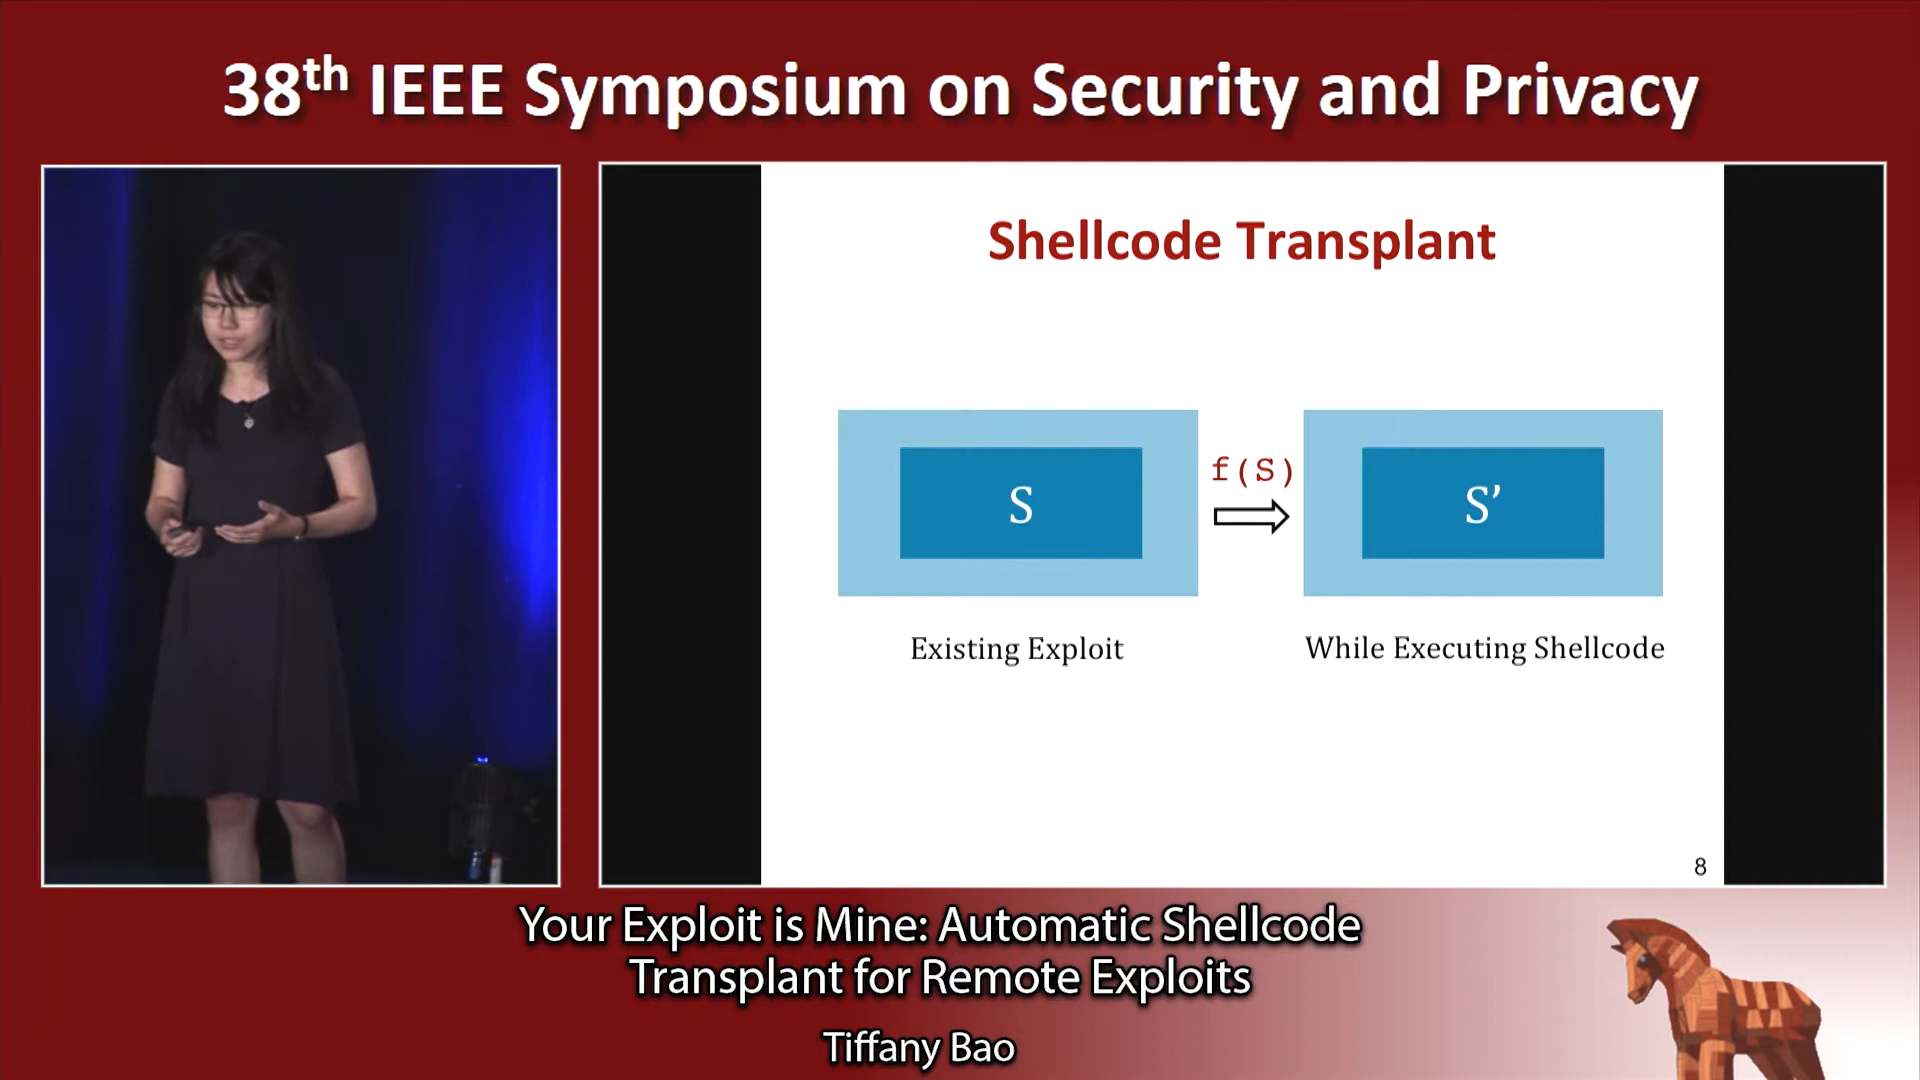 38th IEEE Symposium on Security and Privacy
Shellcode Transplant
S
f(S)
S’
Existing Exploit
While Executing Shellcode
8
Your Exploit is Mine: Automatic Shellcode
Transplant for Remote Exploits
Tiffany Bao